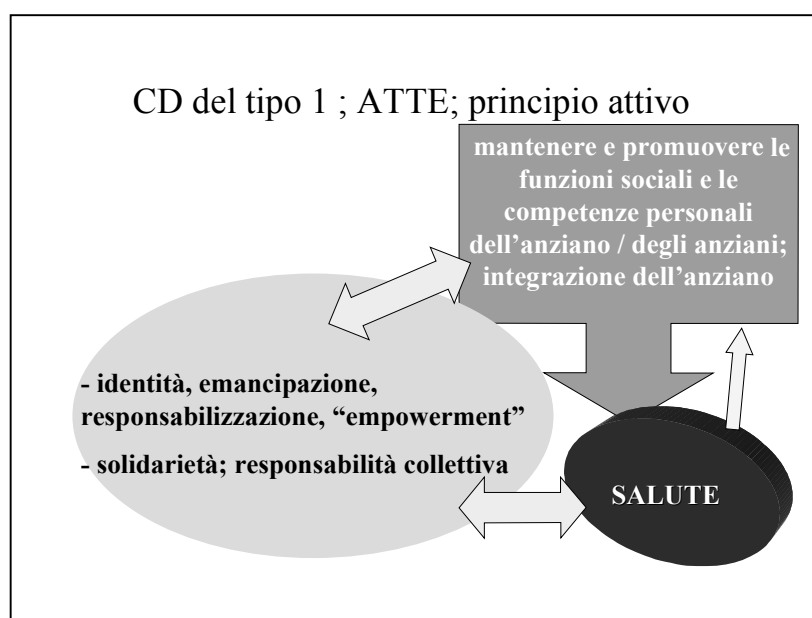 CD del tipo 1 ; ATTE; principio attivo
mantenere e promuovere le
funzioni sociali e le
competenze personali
dell’anziano / degli anziani;
integrazione dell’anziano
- identità, emancipazione,
responsabilizzazione, “empowerment”
- solidarietà; responsabilità collettiva
SALUTE